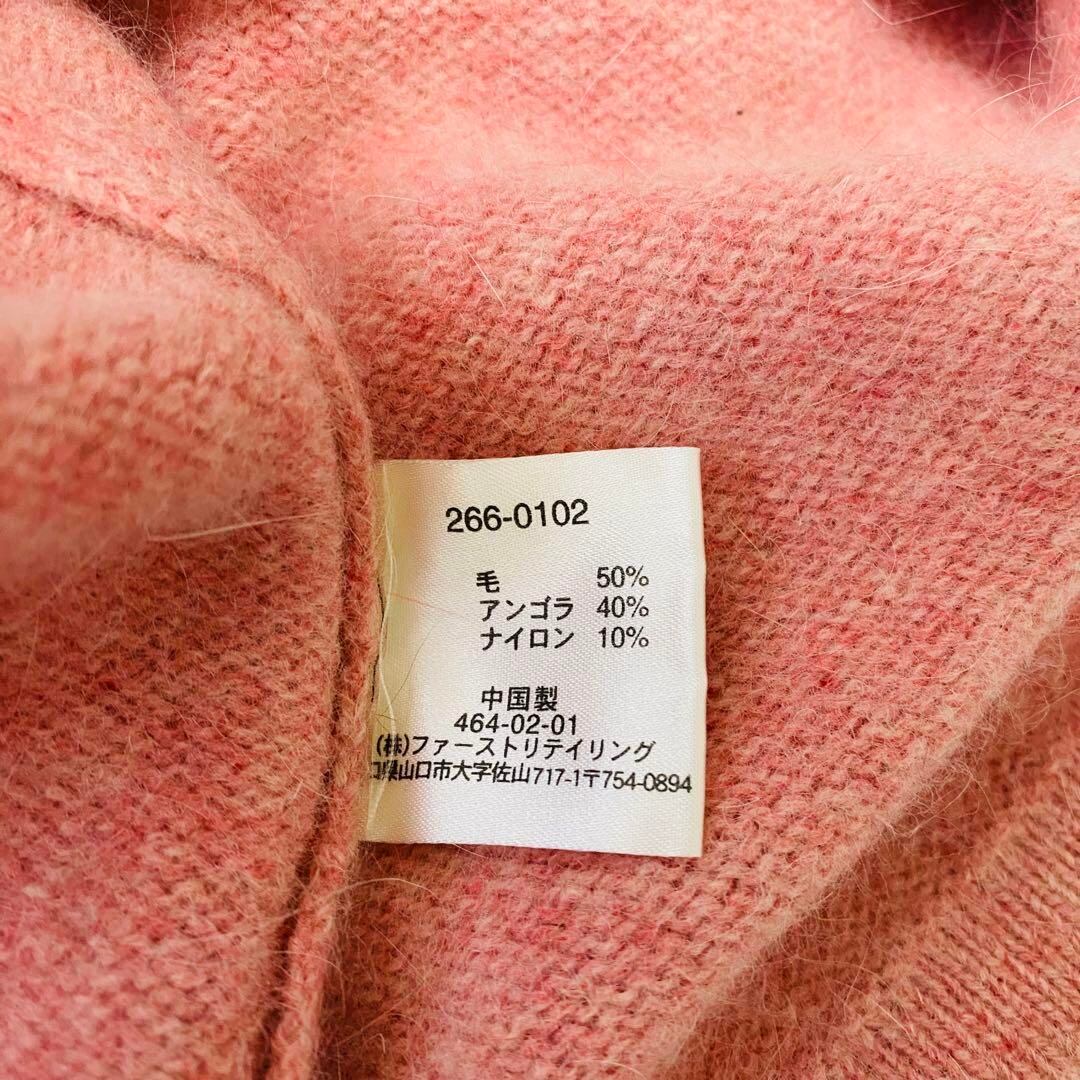 266-0102
毛 50%
アンゴラ 40%
ナイロン 10%
中国製
464-02-01
(株)ファーストリテイリング
口県山口市大字佐山717-1〒754-0894